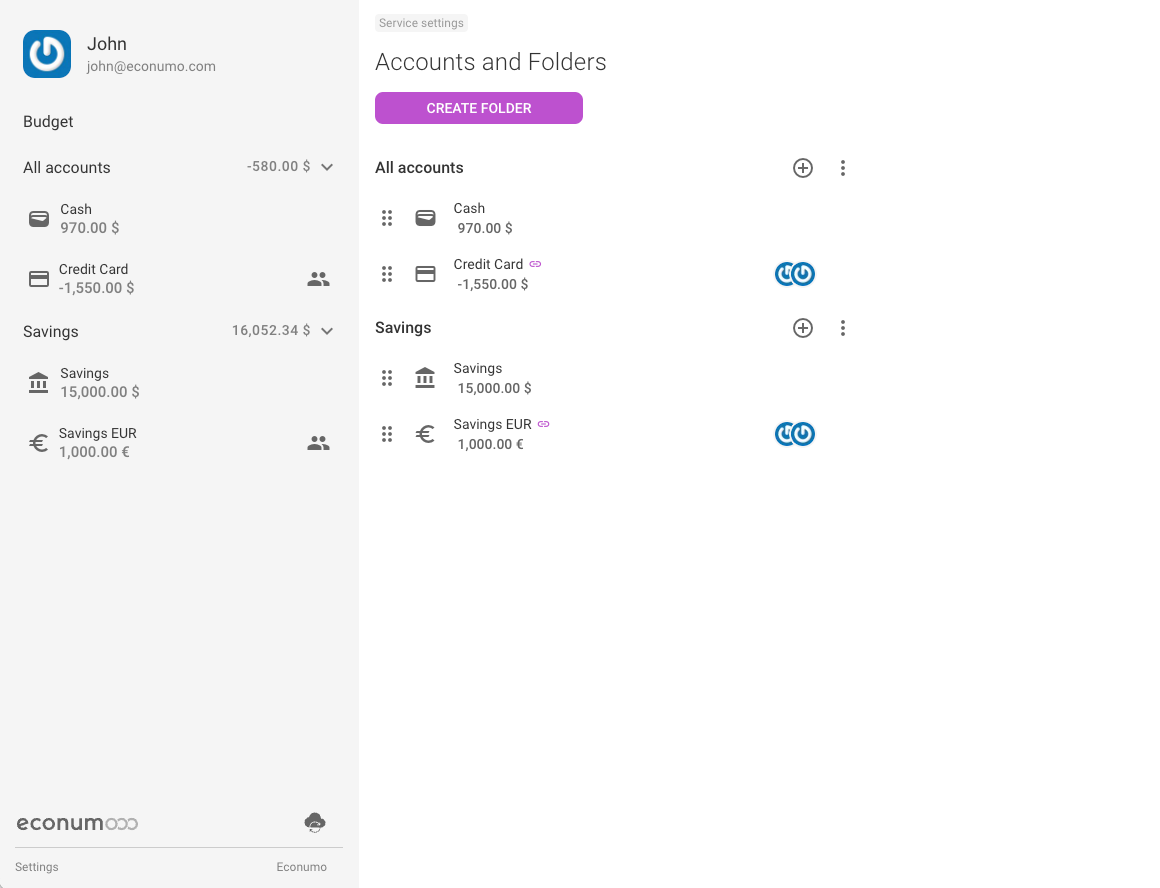 John
john@econumo.com
Budget
All accounts -580.00 $
Cash
970.00 $
Credit Card
-1,550.00 $
Savings 16,052.34 $
Savings
15,000.00 $
Savings EUR
1,000.00 €
econumo
Settings Econumo
Service settings
Accounts and Folders
CREATE FOLDER
All accounts
Cash
970.00 $
Credit Card
-1,550.00 $
Savings
Savings
15,000.00 $
Savings EUR
1,000.00 €